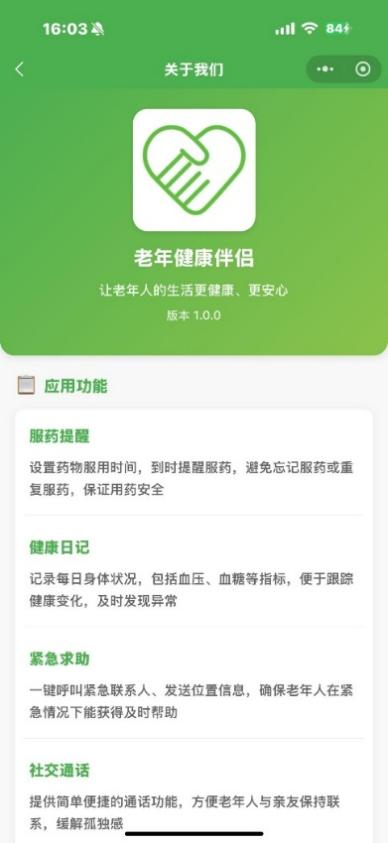 16:03
84
关于我们
老年健康伴侣
让老年人的生活更健康、更安心
版本 1.0.0
应用功能
服药提醒
设置药物服用时间，到时提醒服药，避免忘记服药或重
复服药，保证用药安全
健康日记
记录每日身体状况，包括血压、血糖等指标，便于跟踪
健康变化，及时发现异常
紧急求助
一键呼叫紧急联系人、发送位置信息，确保老年人在紧
急情况下能获得及时帮助
社交通话
提供简单便捷的通话功能，方便老年人与亲友保持联
系，缓解孤独感